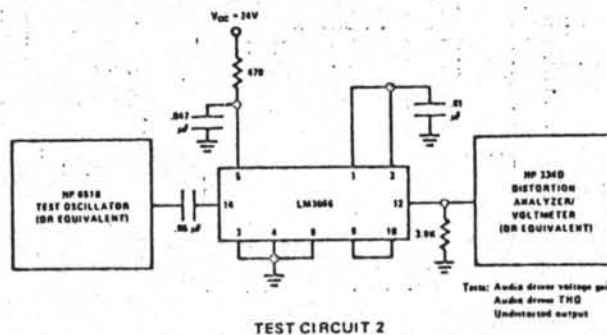 VCC = 24V
470
.047
μF
.01
μF
5
1
2
HP 651B
TEST OSCILLATOR
(OR EQUIVALENT)
14
LM3066
12
HP 334D
DISTORTION
ANALYZER/
VOLTMETER
(OR EQUIVALENT)
.05 μF
3
4
8
9
10
3.9K
Tests: Audio driver voltage gain
Audio driver THD
Undistorted output
TEST CIRCUIT 2